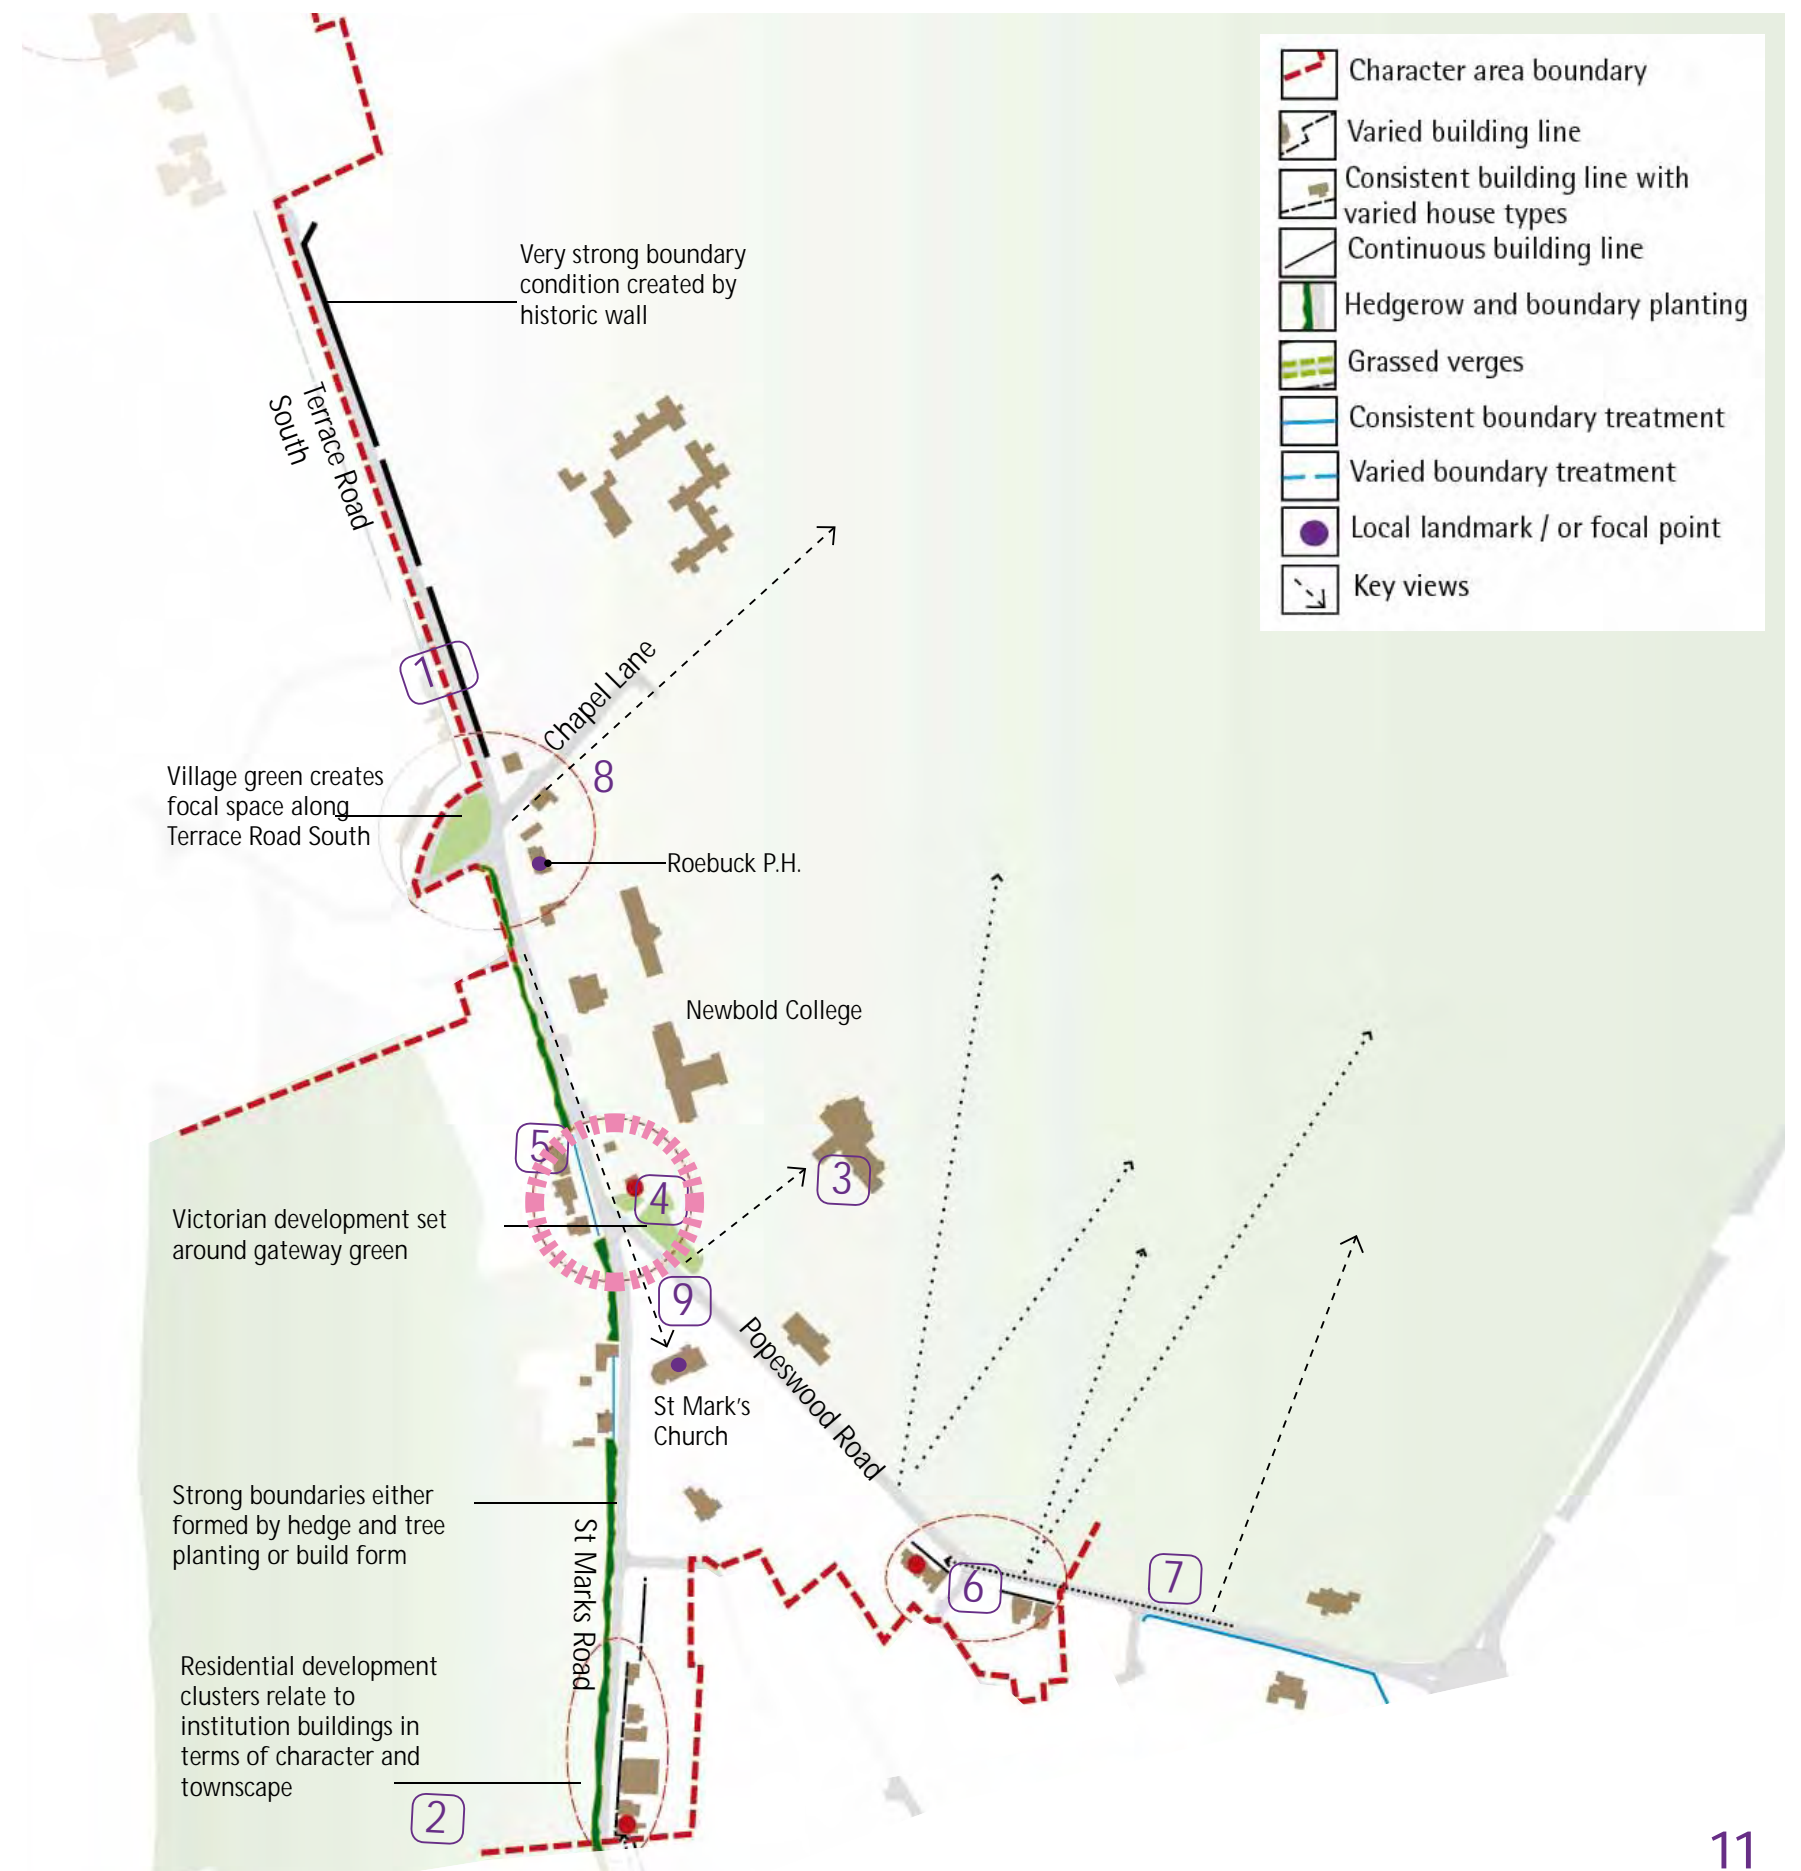 Character area boundary
Varied building line
Consistent building line with
varied house types
Continuous building line
Hedgerow and boundary planting
Grassed verges
Consistent boundary treatment
Varied boundary treatment
Local landmark / or focal point
Key views
Very strong boundary
condition created by
historic wall
Terrace Road
South
1
Chapel Lane
8
Village green creates
focal space along
Terrace Road South
Roebuck P.H.
Newbold College
5
3
4
Victorian development set
around gateway green
9
Popeswood Road
St Mark's
Church
Strong boundaries either
formed by hedge and tree
planting or build form
St Marks Road
6
7
Residential development
clusters relate to
institution buildings in
terms of character and
townscape
2
11